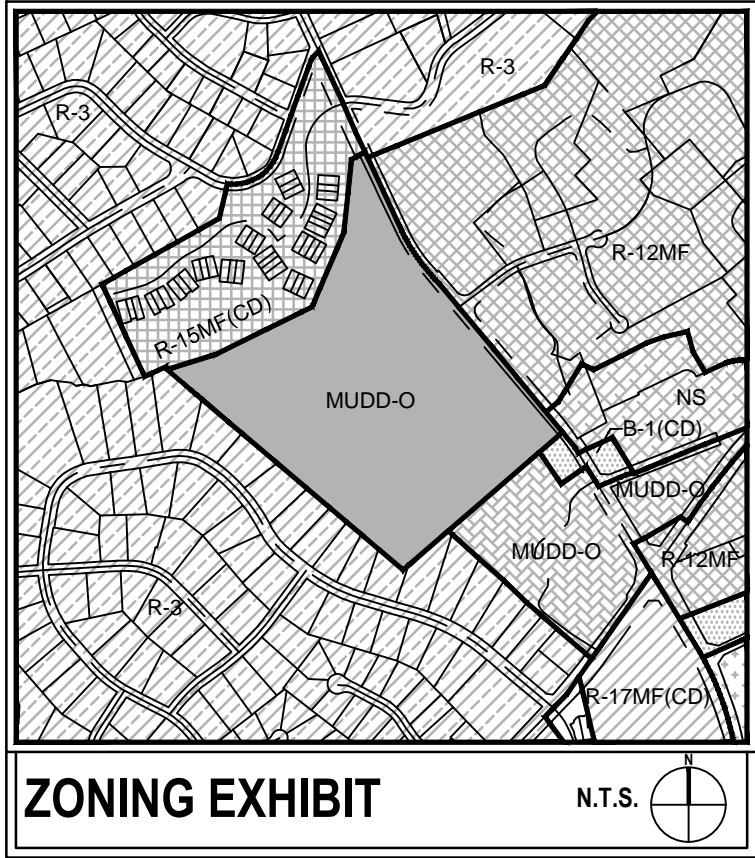 R-3
R-3
R-12MF
R-15MF(CD)
MUDD-O
NS
B-1(CD)
MUDD-O
MUDD-O
R-12MF
R-3
R-17MF(CD)
N
ZONING EXHIBIT
N.T.S.